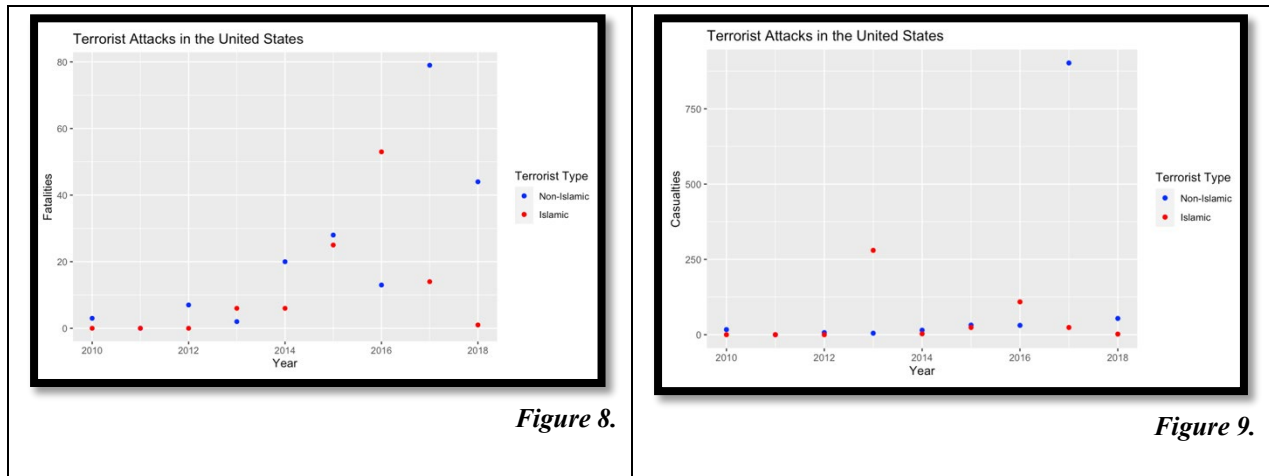 Terrorist Attacks in the United States
80
60
40
20
0
Fatalities
2010
2012
2014
2016
2018
Year
Terrorist Type
Non-Islamic
Islamic
Figure 8.
Terrorist Attacks in the United States
750
500
250
0
Casualties
2010
2012
2014
2016
2018
Year
Terrorist Type
Non-Islamic
Islamic
Figure 9.